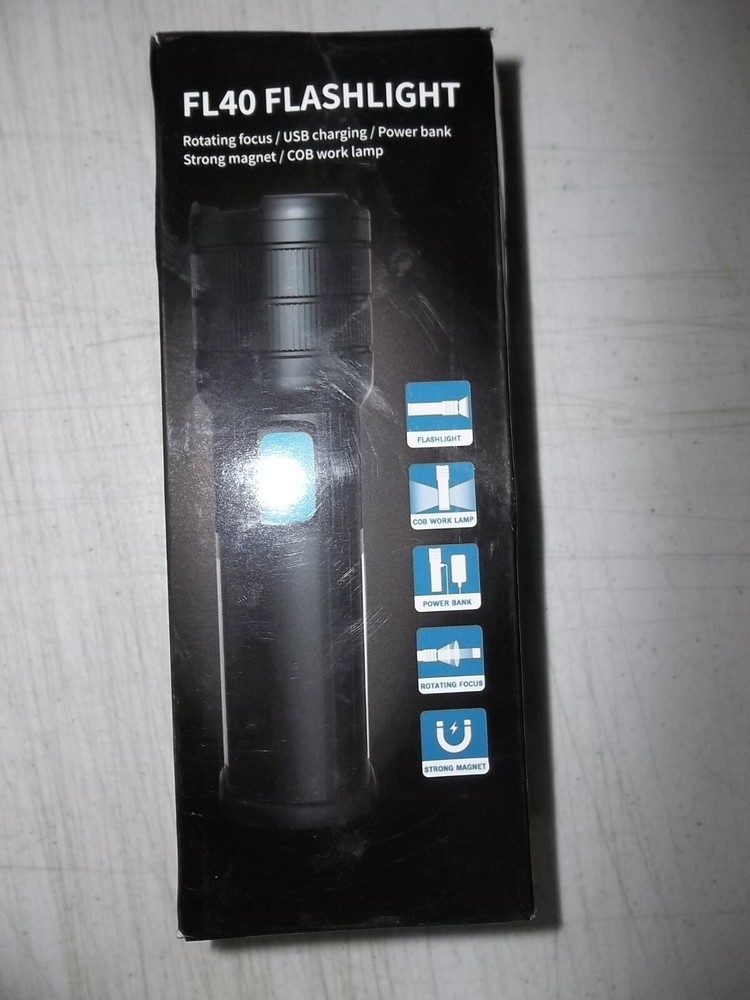 FL40 FLASHLIGHT
Rotating focus / USB charging / Power bank
Strong magnet / COB work lamp
FLASHLIGHT
COB WORK LAMP
POWER BANK
ROTATING FOCUS
STRONG MAGNET